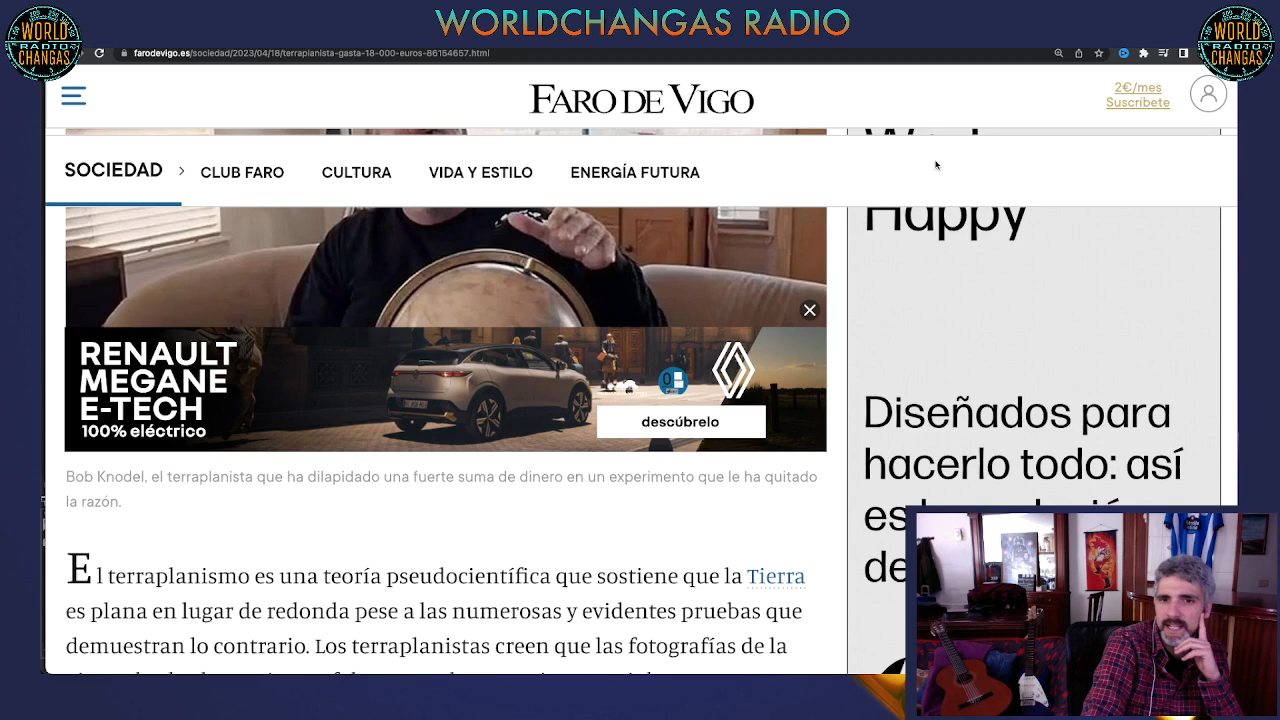 WORLDCHANGAS RADIO
WORLD
RADIO
CHANGAS
WORLD
RADIO
CHANGAS
farodevigo.es/sociedad/2023/04/18/terraplanista-gasta-18-000-euros-86154657.html
FARO DE VIGO
2€/mes
Suscríbete
SOCIEDAD
CLUB FARO
CULTURA
VIDA Y ESTILO
ENERGÍA FUTURA
Happy
RENAULT
MEGANE
E-TECH
100% eléctrico
descúbrelo
Bob Knodel, el terraplanista que ha dilapidado una fuerte suma de dinero en un experimento que le ha quitado
la razón.
El terraplanismo es una teoría pseudocientífica que sostiene que la Tierra
es plana en lugar de redonda pese a las numerosas y evidentes pruebas que
demuestran lo contrario. Los terraplanistas creen que las fotografías de la
Diseñados para
hacerlo todo: así
es
de